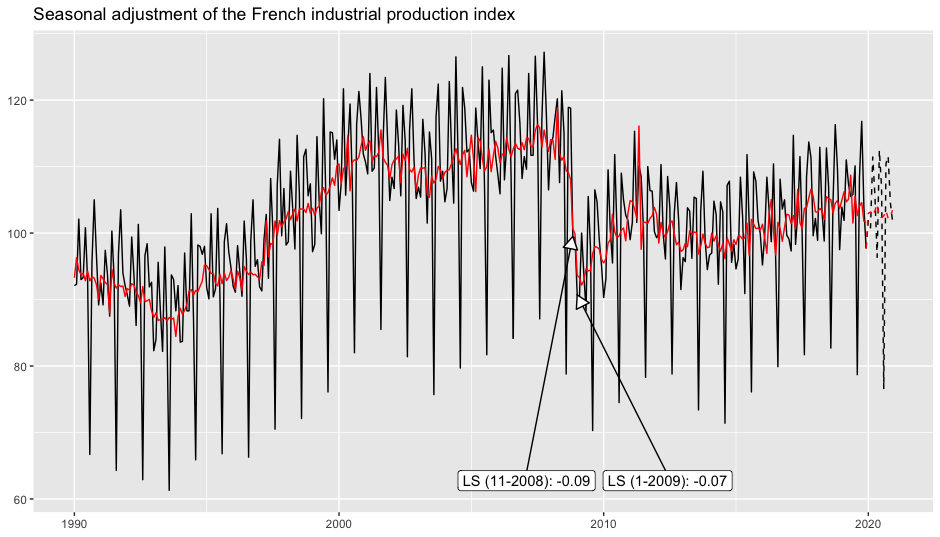 Seasonal adjustment of the French industrial production index
120
100
80
60
LS (11-2008): -0.09
LS (1-2009): -0.07
1990
2000
2010
2020